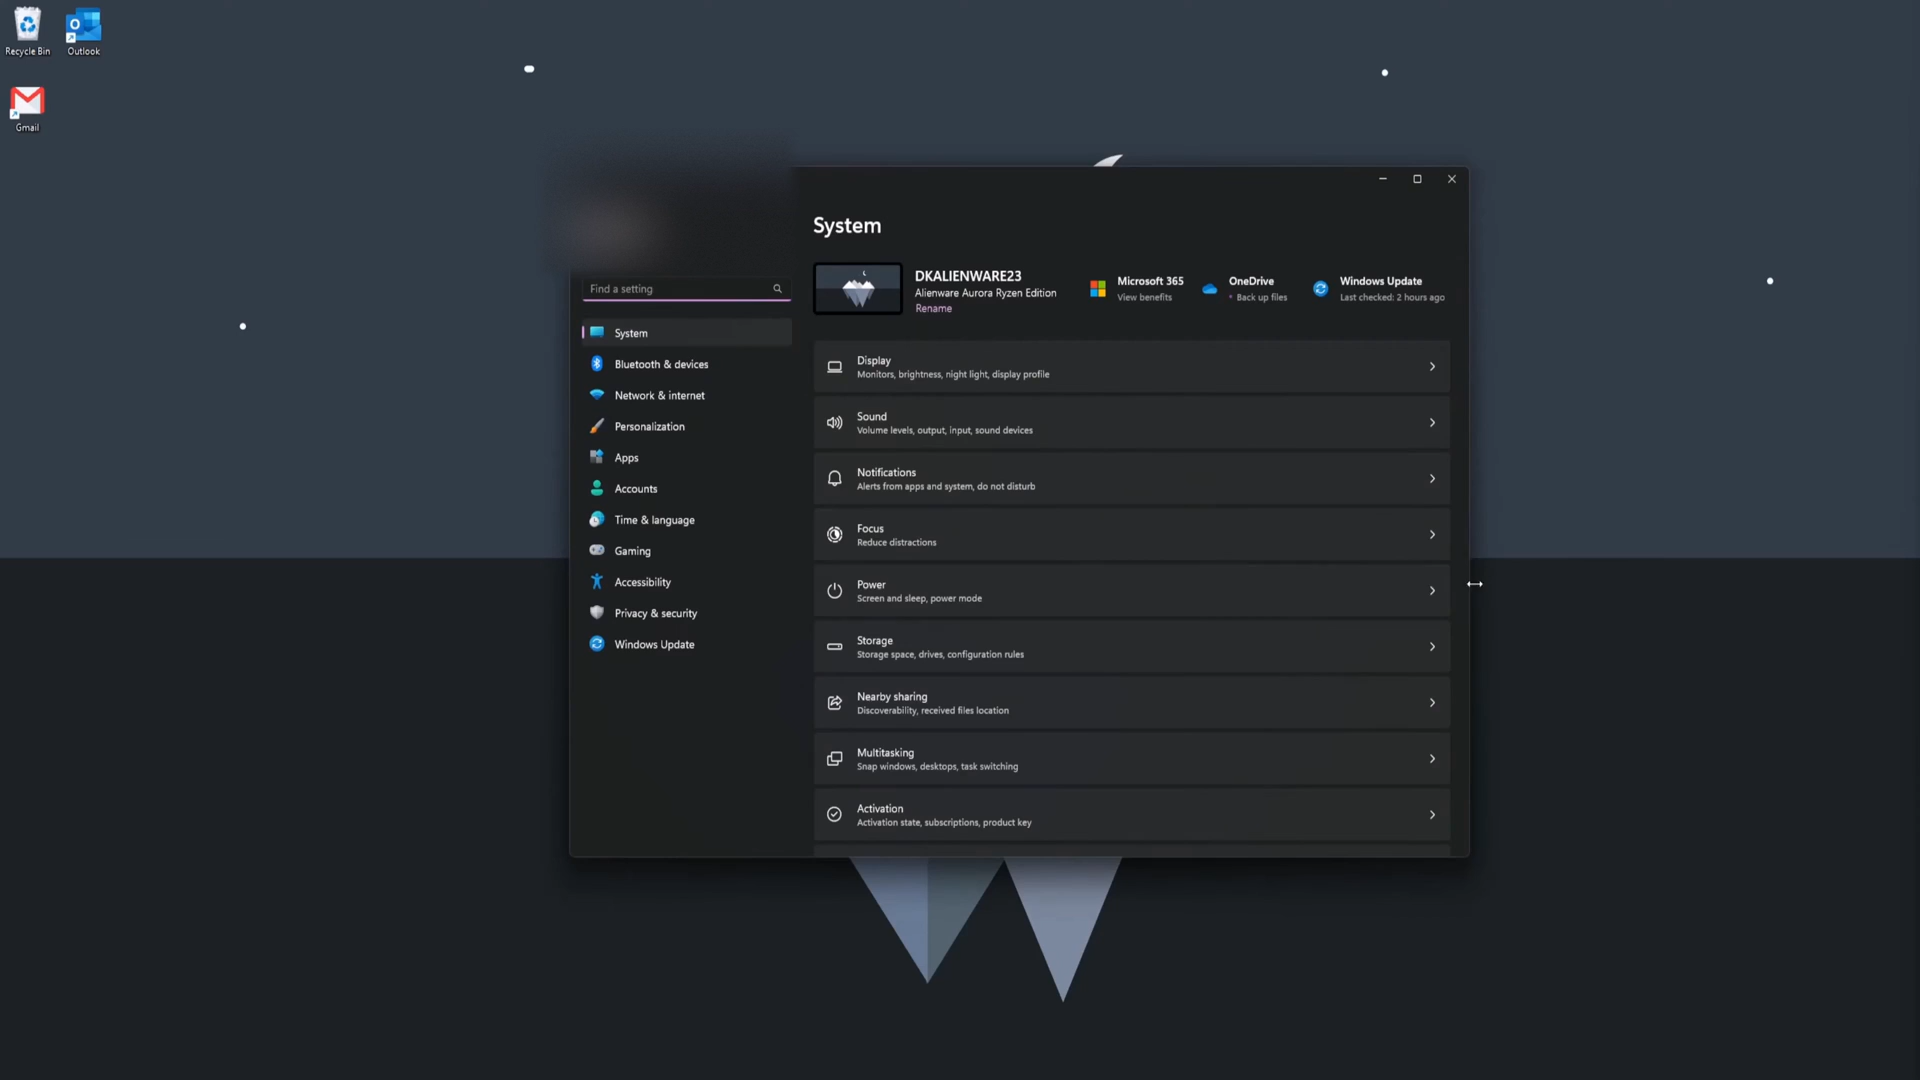 Recycle Bin
Outlook
Gmail
System
Find a setting
DKALIENWARE23
Alienware Aurora Ryzen Edition
Rename
Microsoft 365
View benefits
OneDrive
Back up files
Windows Update
Last checked: 2 hours ago
System
Bluetooth & devices
Network & internet
Personalization
Apps
Accounts
Time & language
Gaming
Accessibility
Privacy & security
Windows Update
Display
Monitors, brightness, night light, display profile
Sound
Volume levels, output, input, sound devices
Notifications
Alerts from apps and system, do not disturb
Focus
Reduce distractions
Power
Screen and sleep, power mode
Storage
Storage space, drives, configuration rules
Nearby sharing
Discoverability, received files location
Multitasking
Snap windows, desktops, task switching
Activation
Activation state, subscriptions, product key